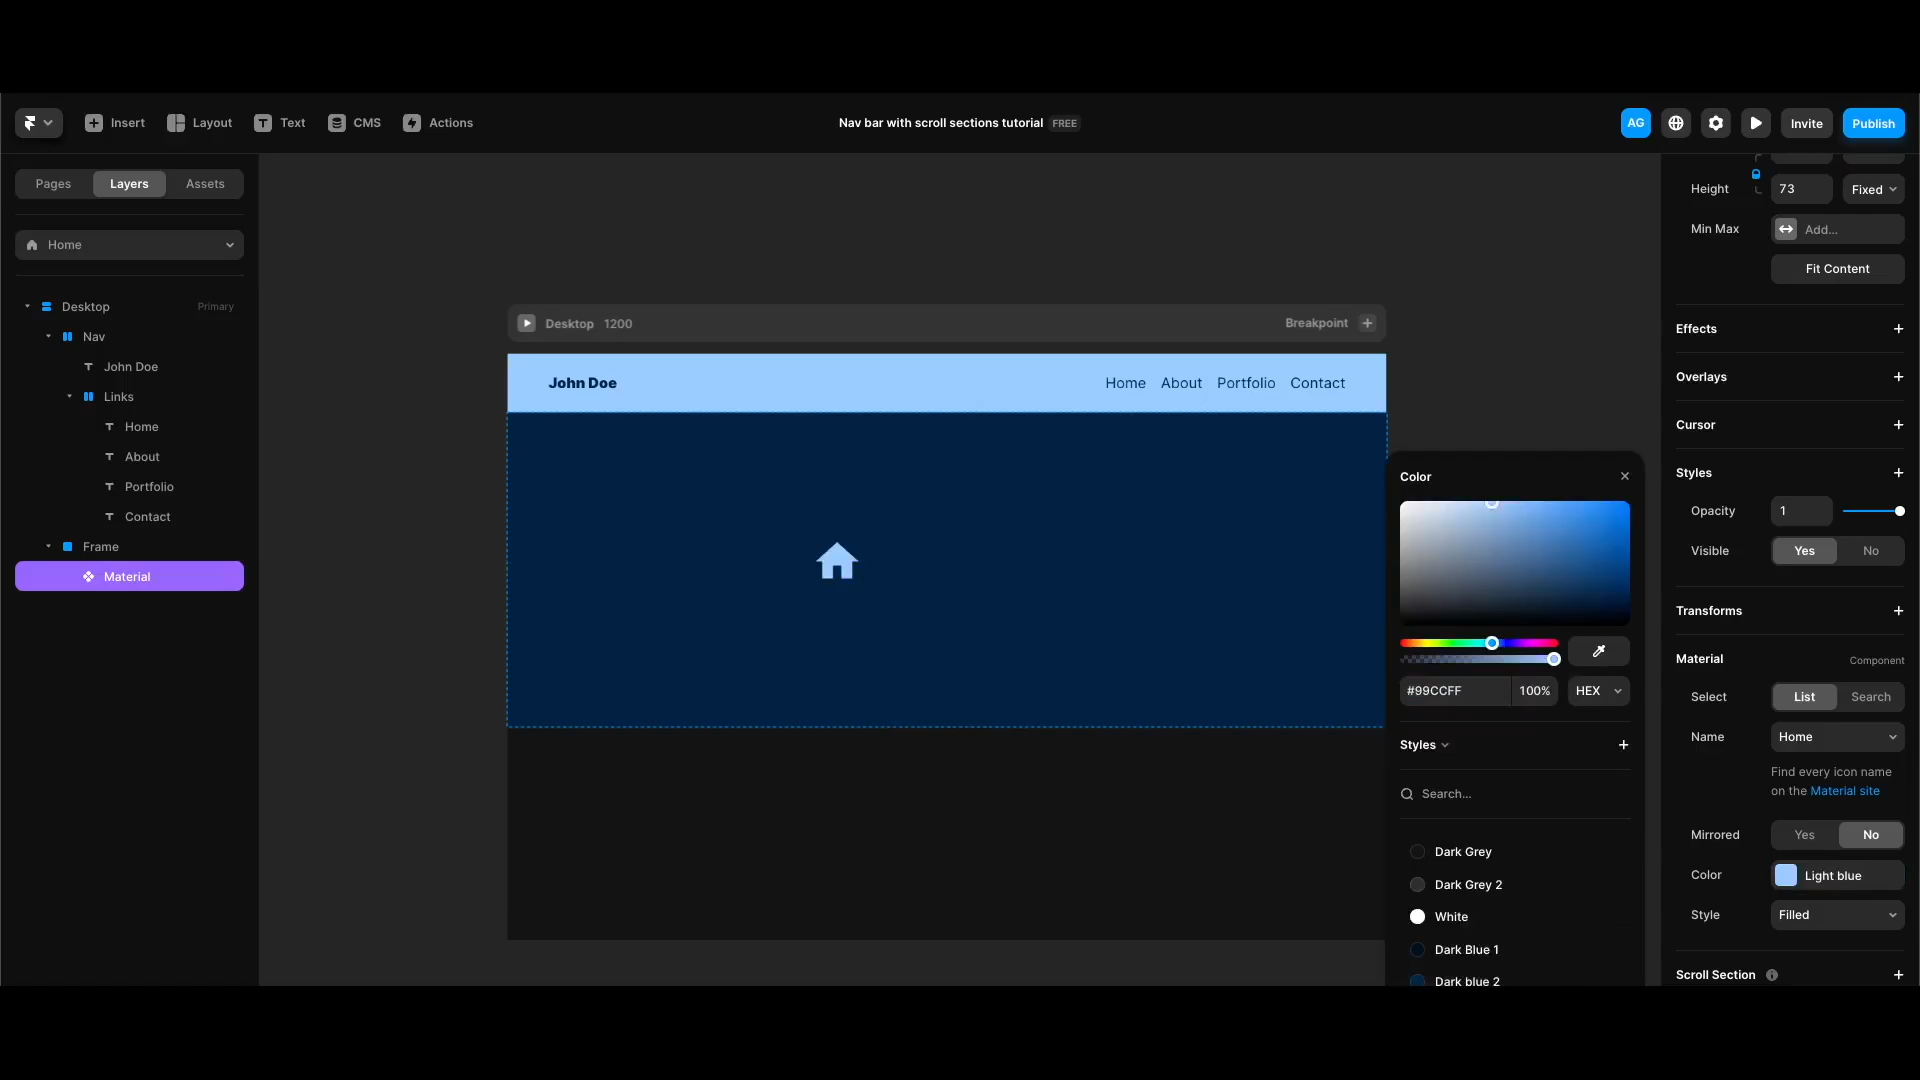 Insert
Layout
Text
CMS
Actions
Nav bar with scroll sections tutorial FREE
AG
Invite
Publish
Pages
Layers
Assets
Home
Desktop
Primary
Nav
John Doe
Links
Home
About
Portfolio
Contact
Frame
Material
Desktop 1200
Breakpoint
John Doe
Home About Portfolio Contact
Color
#99CCFF 100% HEX
Styles
Search...
Dark Grey
Dark Grey 2
White
Dark Blue 1
Dark blue 2
Height 73 Fixed
Min Max Add...
Fit Content
Effects
Overlays
Cursor
Styles
Opacity 1
Visible Yes No
Transforms
Material Component
Select List Search
Name Home
Find every icon name
on the Material site
Mirrored Yes No
Color Light blue
Style Filled
Scroll Section